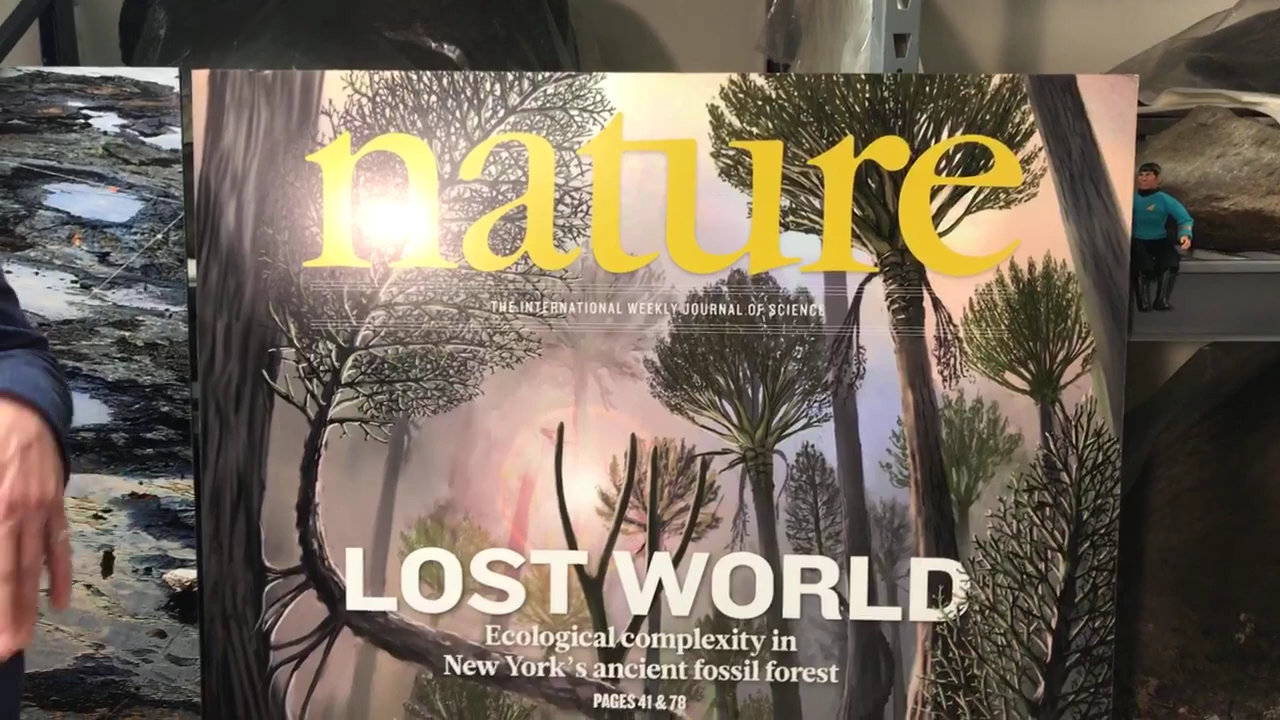 nature
THE INTERNATIONAL WEEKLY JOURNAL OF SCIENCE
LOST WORLD
Ecological complexity in
New York's ancient fossil forest
PAGES 41 & 78